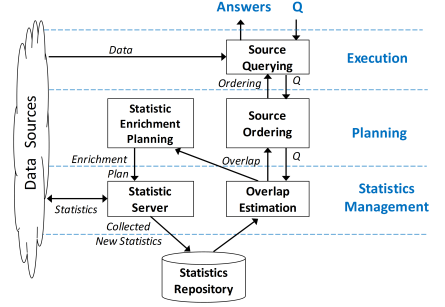 Answers Q
Data
Source
Querying
Execution
Ordering
Q
Statistic
Enrichment
Planning
Source
Ordering
Planning
Data Sources
Enrichment
Plan
Overlap
Q
Statistic
Server
Overlap
Estimation
Statistics
Management
Statistics
Collected
New Statistics
Statistics
Repository